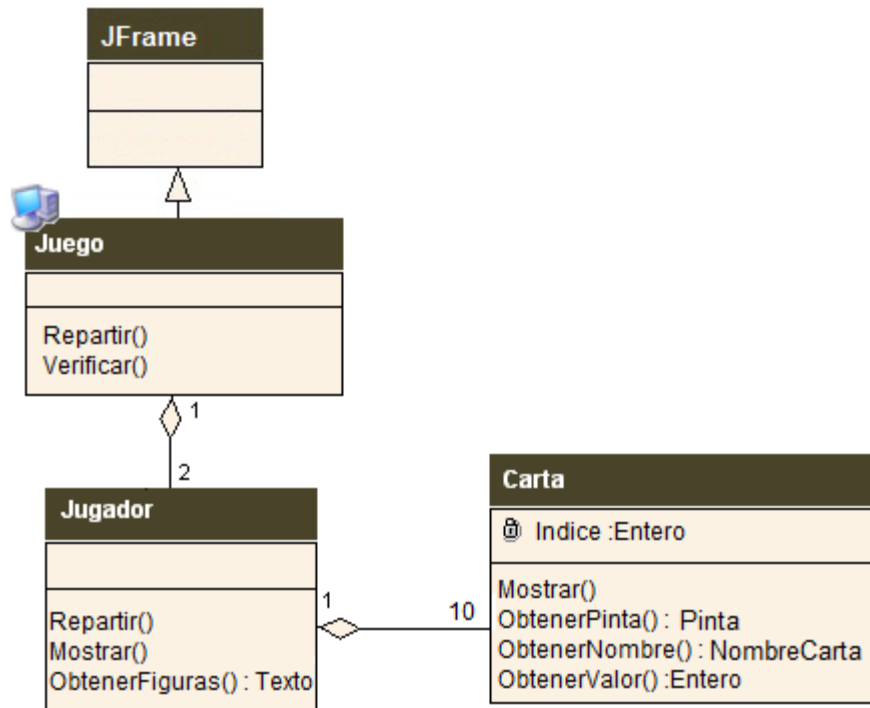 JFrame
Juego
Repartir()
Verificar()
1
2
Jugador
Repartir()
Mostrar()
ObtenerFiguras() : Texto
1
10
Carta
Indice :Entero
Mostrar()
ObtenerPinta() : Pinta
ObtenerNombre() : NombreCarta
ObtenerValor() :Entero